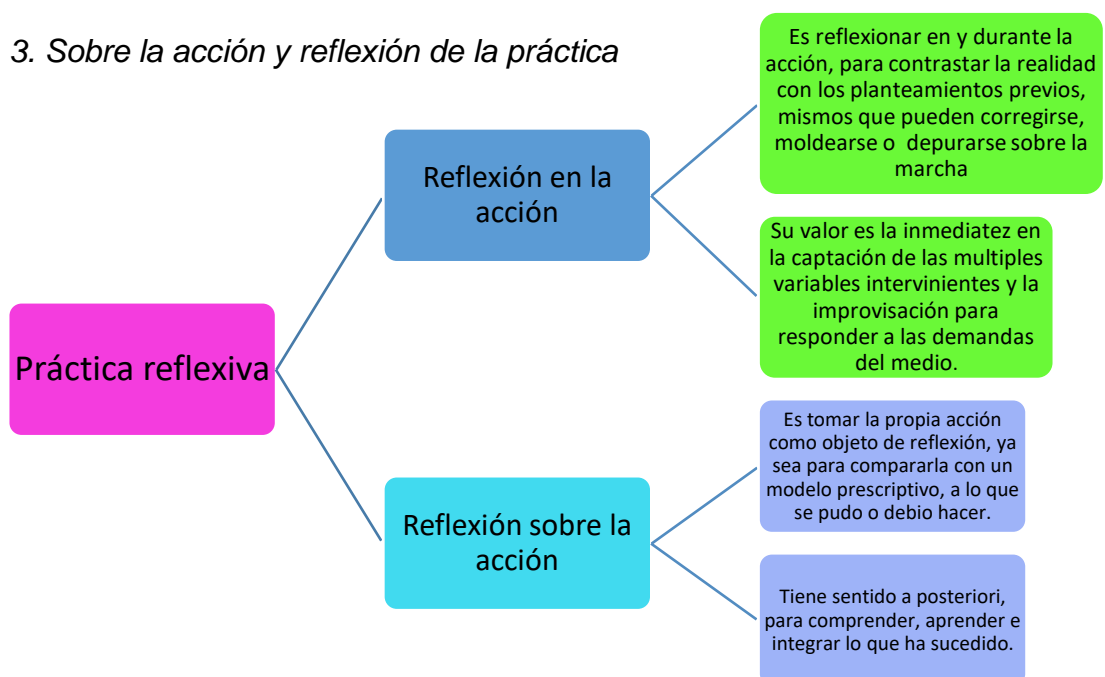 3. Sobre la acción y reflexión de la práctica
Práctica reflexiva
Reflexión en la
acción
Es reflexionar en y durante la
acción, para contrastar la realidad
con los planteamientos previos,
mismos que pueden corregirse,
moldearse o depurarse sobre la
marcha
Su valor es la inmediatez en
la captación de las multiples
variables intervinientes y la
improvisación para
responder a las demandas
del medio.
Reflexión sobre la
acción
Es tomar la propia acción
como objeto de reflexión, ya
sea para compararla con un
modelo prescriptivo, a lo que
se pudo o debio hacer.
Tiene sentido a posteriori,
para comprender, aprender e
integrar lo que ha sucedido.